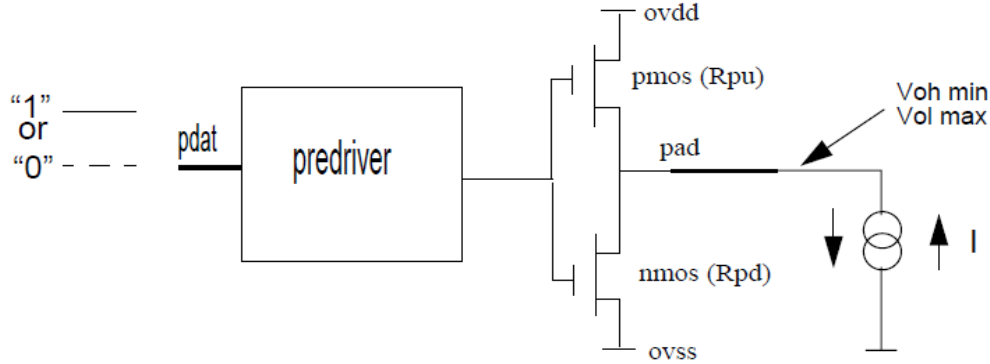 ovdd
pmos (Rpu)
Voh min
Vol max
“1”
or
“0”
pdat
predriver
pad
I
nmos (Rpd)
ovss